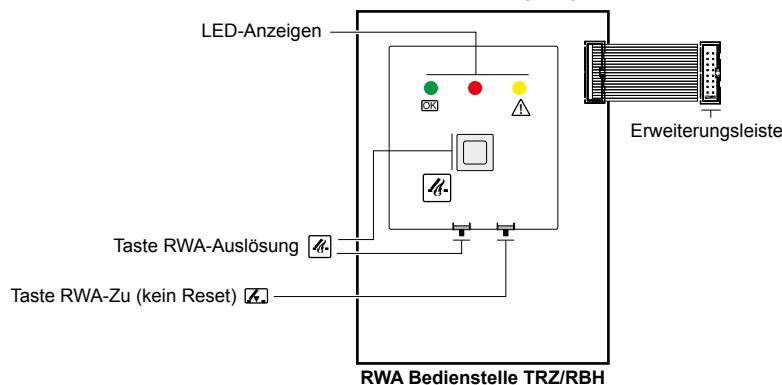 LED-Anzeigen
OK
Erweiterungsleiste
Taste RWA-Auslösung
Taste RWA-Zu (kein Reset)
RWA Bedienstelle TRZ/RBH